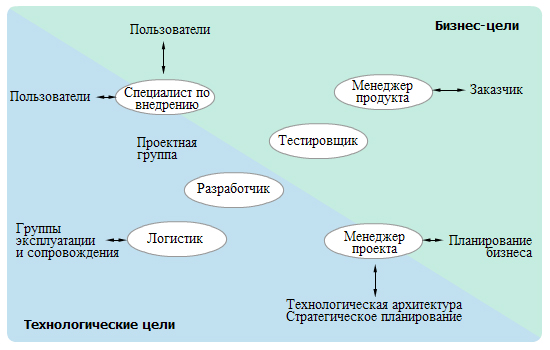 Бизнес-цели
Пользователи
Пользователи
Специалист по
внедрению
Менеджер
продукта
Заказчик
Проектная
группа
Тестировщик
Разработчик
Группы
эксплуатации
и сопровождения
Логистик
Менеджер
проекта
Планирование
бизнеса
Технологическая архитектура
Стратегическое планирование
Технологические цели